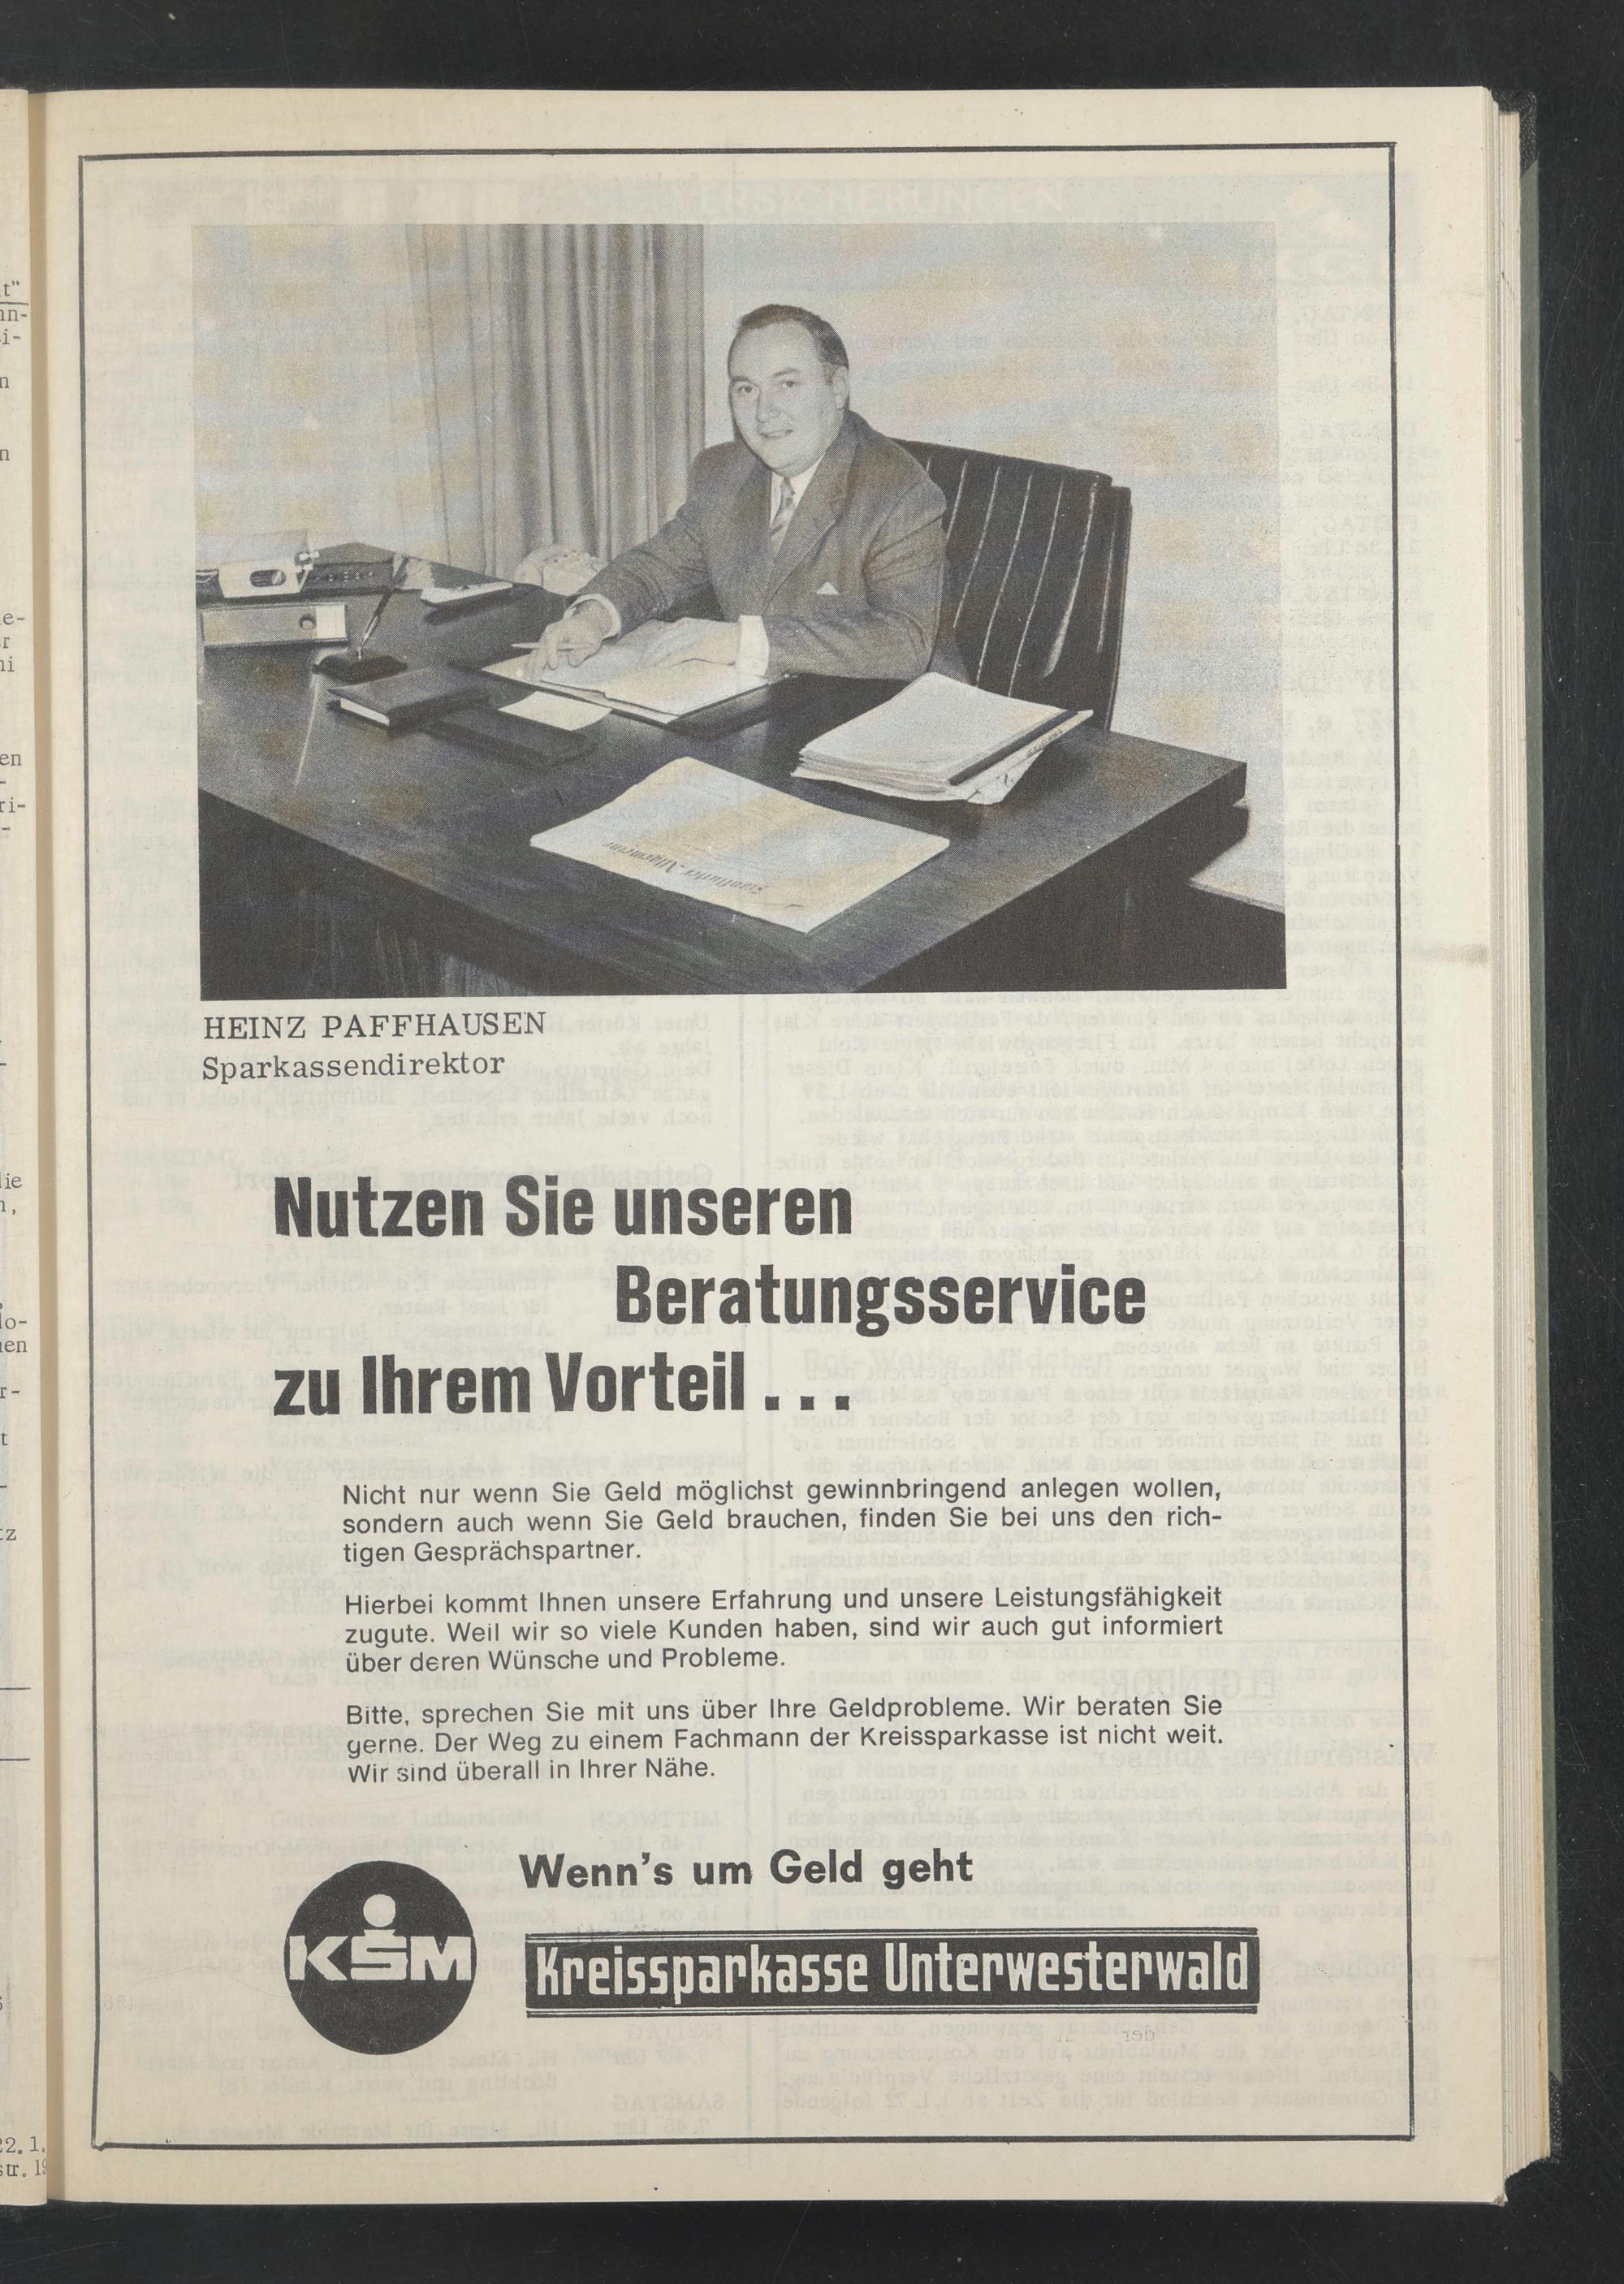 HEINZ PAFFHAUSEN
Sparkassendirektor
Nutzen Sie unseren
Beratungsservice
zu Ihrem Vorteil . . .
Nicht nur wenn Sie Geld möglichst gewinnbringend anlegen wollen,
sondern auch wenn Sie Geld brauchen, finden Sie bei uns den rich-
tigen Gesprächspartner.
Hierbei kommt Ihnen unsere Erfahrung und unsere Leistungsfähigkeit
zugute. Weil wir so viele Kunden haben, sind wir auch gut informiert
über deren Wünsche und Probleme.
Bitte, sprechen Sie mit uns über Ihre Geldprobleme. Wir beraten Sie
gerne. Der Weg zu einem Fachmann der Kreissparkasse ist nicht weit.
Wir sind überall in Ihrer Nähe.
Wenn's um Geld geht
KSM
Kreissparkasse Unterwesterwald